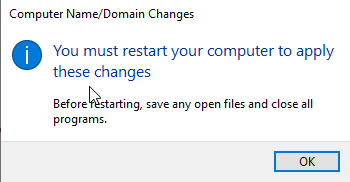 Computer Name/Domain Changes
You must restart your computer to apply
these changes
Before restarting, save any open files and close all
programs.
OK